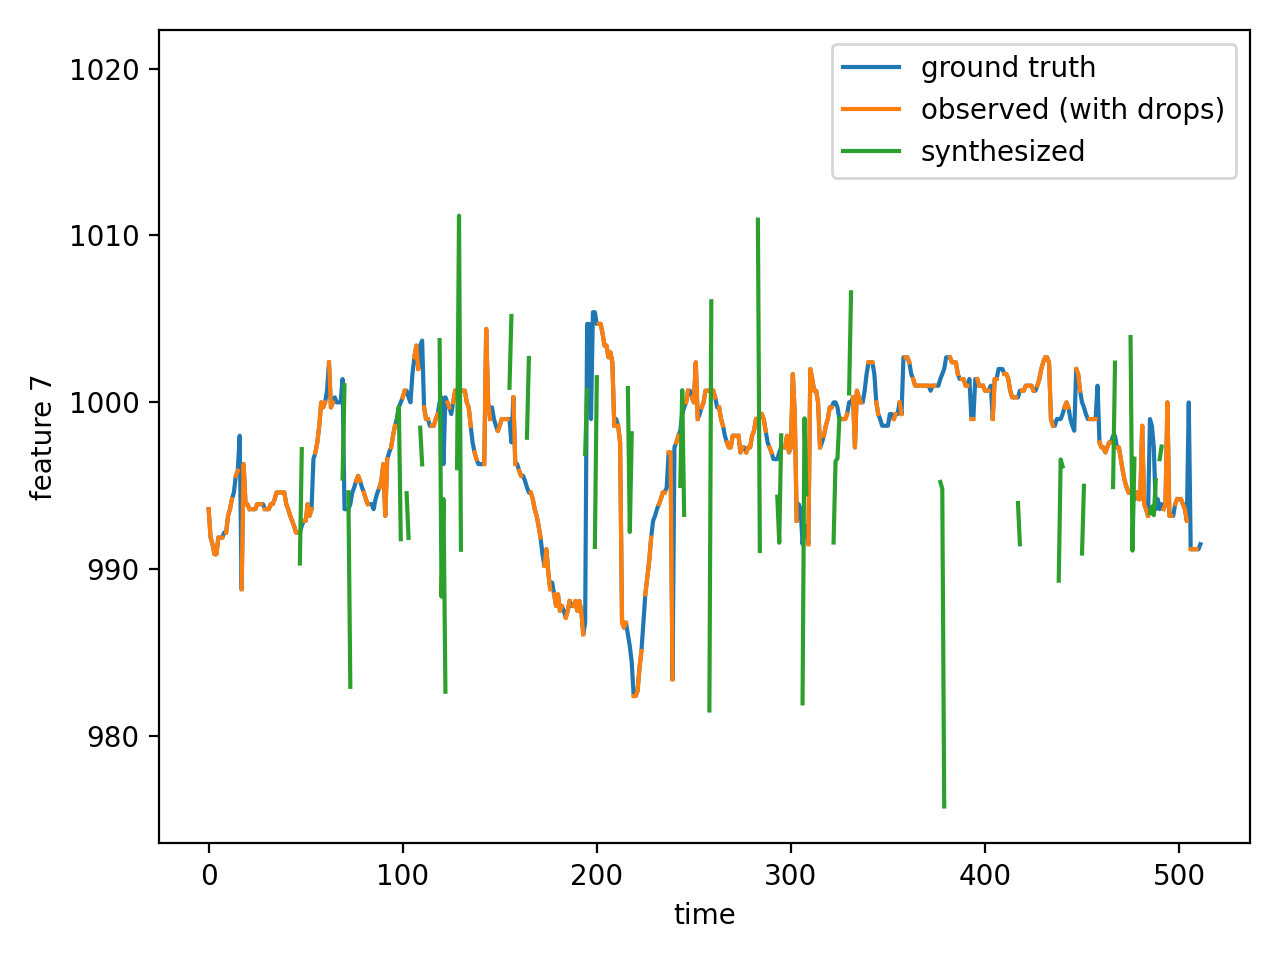 1020
1010
1000
990
980
feature 7
ground truth
observed (with drops)
synthesized
0 100 200 300 400 500
time